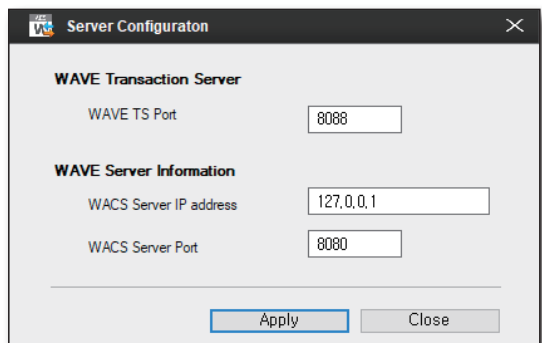 Server Configuraton
WAVE Transaction Server
WAVE TS Port 8088
WAVE Server Information
WACS Server IP address 127,0,0,1
WACS Server Port 8080
Apply Close